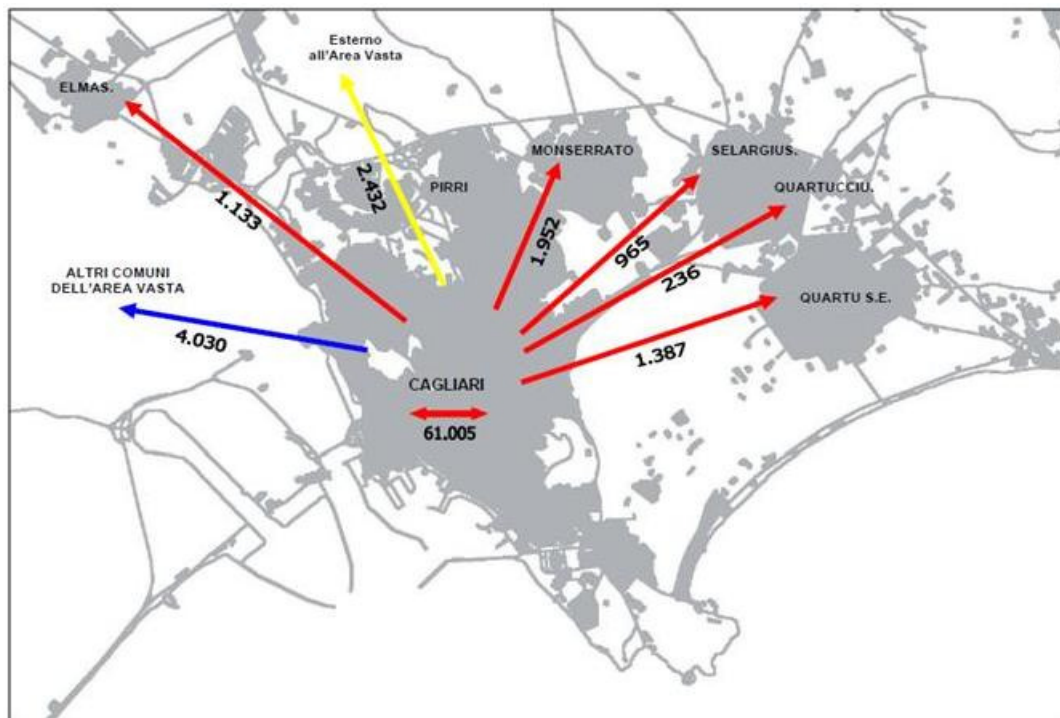 Esterno
all'Area Vasta
ELMAS.
MONSERRATO
SELARGIUS.
PIRRI
QUARTUCCIU.
2.432
1.133
1.952
965
236
ALTRI COMUNI
DELL'AREA VASTA
QUARTU S.E.
4.030
1.387
CAGLIARI
61.005